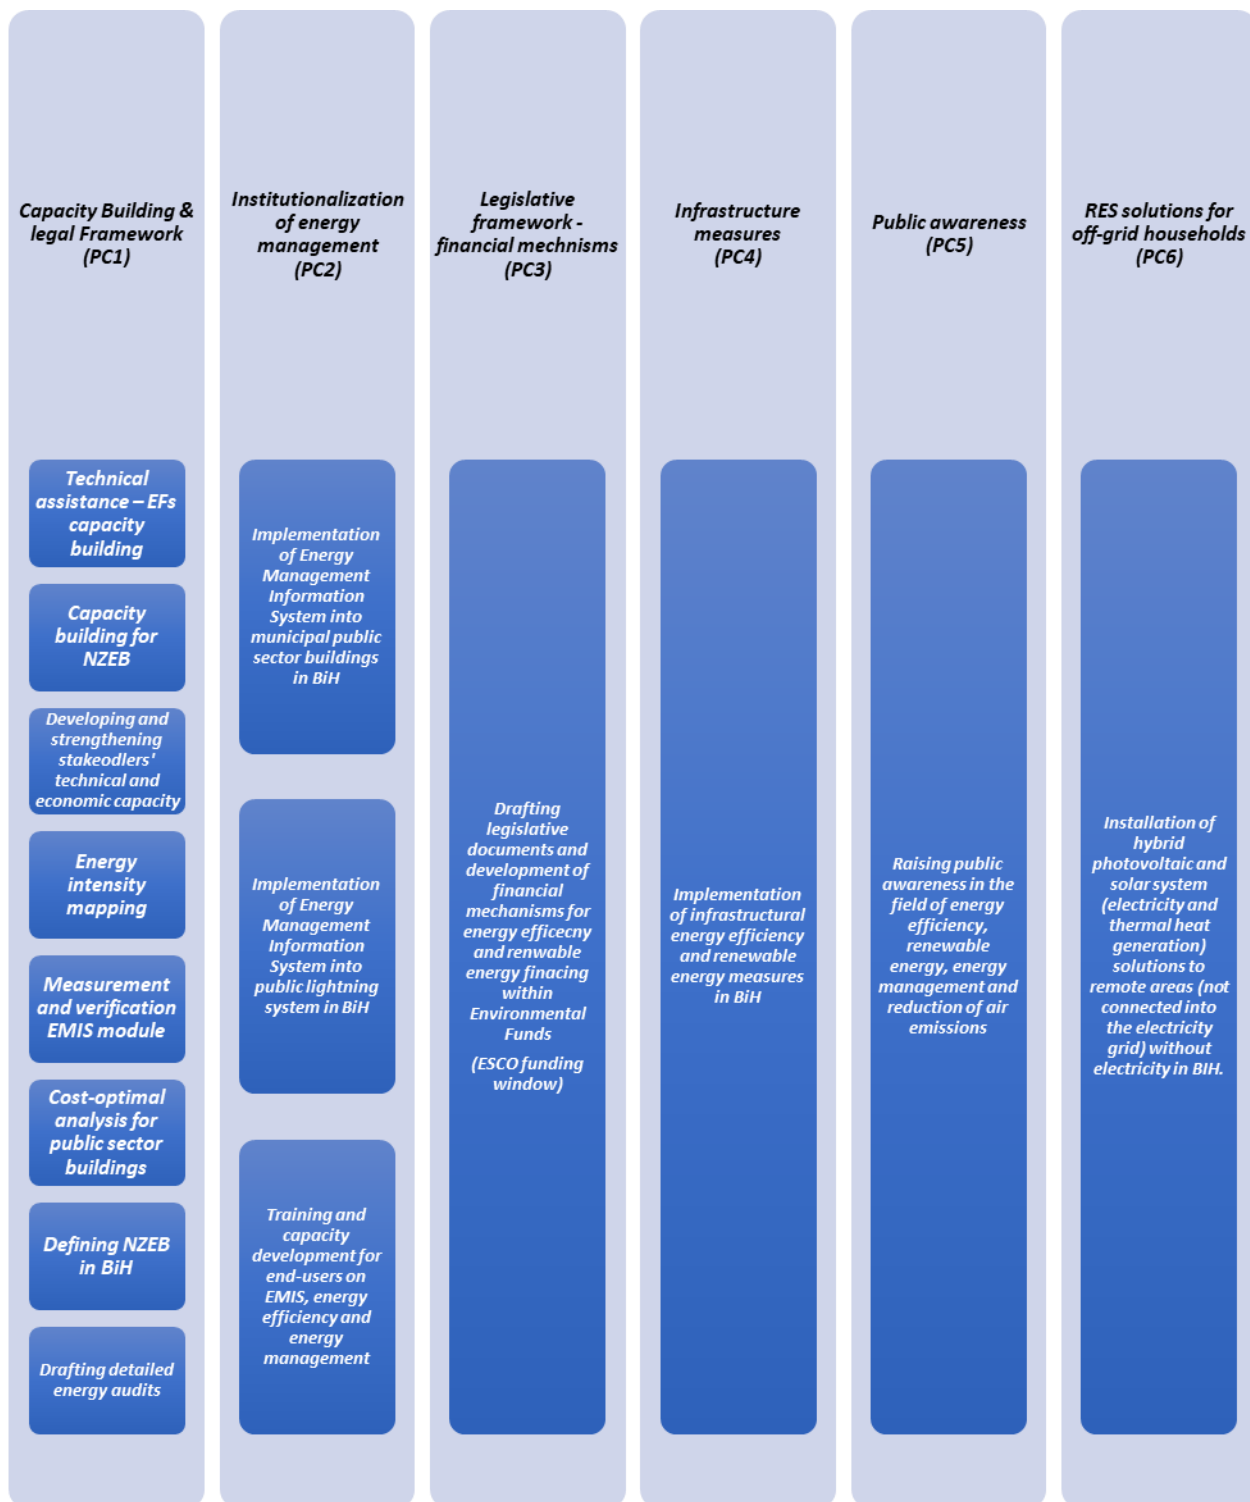 Capacity Building &
legal Framework
(PC1)
Technical
assistance – EFs
capacity
building
Capacity
building for
NZEB
Developing and
strengthening
stakeodlers'
technical and
economic capacity
Energy
intensity
mapping
Measurement
and verification
EMIS module
Cost-optimal
analysis for
public sector
buildings
Defining NZEB
in BiH
Drafting detailed
energy audits
Institutionalization
of energy
management
(PC2)
Implementation
of Energy
Management
Information
System into
municipal public
sector buildings
in BiH
Implementation
of Energy
Management
Information
System into
public lightning
system in BiH
Training and
capacity
development for
end-users on
EMIS, energy
efficiency and
energy
management
Legislative
framework -
financial mechnisms
(PC3)
Drafting
legislative
documents and
development of
financial
mechanisms for
energy efficecny
and renwable
energy finacing
within
Environmental
Funds
(ESCO funding
window)
Infrastructure
measures
(PC4)
Implementation
of infrastructural
energy efficiency
and renewable
energy measures
in BiH
Public awareness
(PC5)
Raising public
awareness in the
field of energy
efficiency,
renewable
energy, energy
management and
reduction of air
emissions
RES solutions for
off-grid households
(PC6)
Installation of
hybrid
photovoltaic and
solar system
(electricity and
thermal heat
generation)
solutions to
remote areas (not
connected into
the electricity
grid) without
electricity in BIH.